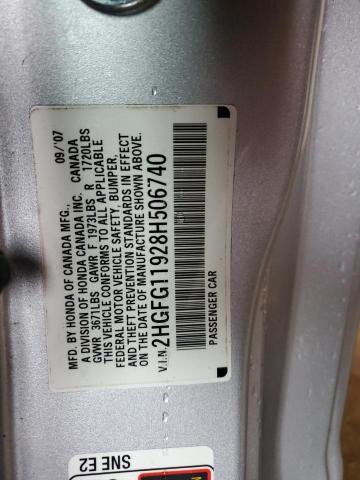 MFD. BY HONDA OF CANADA MFG., 09/'07
A DIVISION OF HONDA CANADA INC. CANADA
GVWR 3671LBS GAWR F 1973LBS R 1720LBS
THIS VEHICLE CONFORMS TO ALL APPLICABLE
FEDERAL MOTOR VEHICLE SAFETY, BUMPER,
AND THEFT PREVENTION STANDARDS IN EFFECT
ON THE DATE OF MANUFACTURE SHOWN ABOVE.
V.I.N. 2HGFG11928H506740
PASSENGER CAR
SNE E2